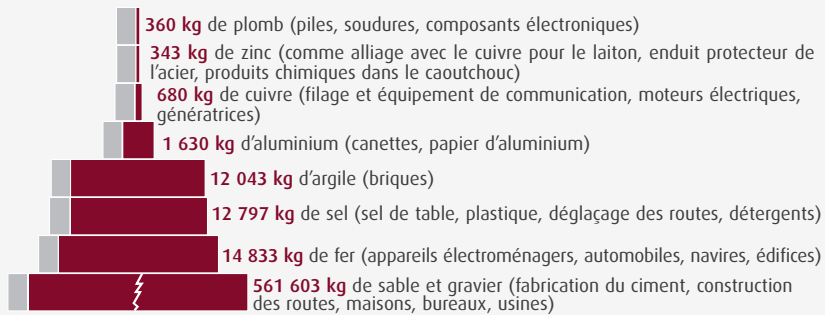 360 kg de plomb (piles, soudures, composants électroniques)
343 kg de zinc (comme alliage avec le cuivre pour le laiton, enduit protecteur de
l’acier, produits chimiques dans le caoutchouc)
680 kg de cuivre (filage et équipement de communication, moteurs électriques,
génératrices)
1 630 kg d’aluminium (canettes, papier d’aluminium)
12 043 kg d’argile (briques)
12 797 kg de sel (sel de table, plastique, déglaçage des routes, détergents)
14 833 kg de fer (appareils électroménagers, automobiles, navires, édifices)
561 603 kg de sable et gravier (fabrication du ciment, construction
des routes, maisons, bureaux, usines)